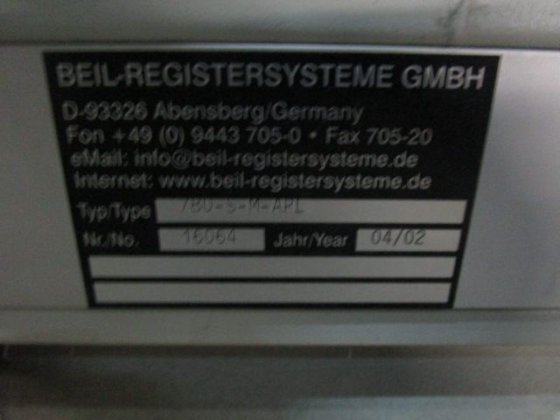 BEIL-REGISTERSYSTEME GMBH
D-93326 Abensberg/Germany
Fon +49 (0) 9443 705-0 • Fax 705-20
eMail: info@beil-registersysteme.de
Internet: www.beil-registersysteme.de
Typ/Type
Nr./No. 16064 Jahr/Year 04/02